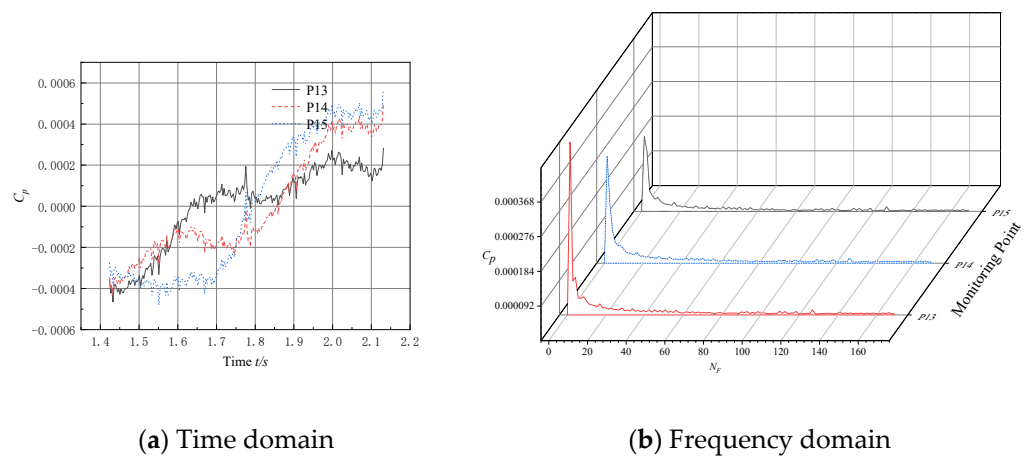 0.0006
0.0004
0.0002
0.0000
−0.0002
−0.0004
−0.0006
C_p
P13
P14
P15
1.4 1.5 1.6 1.7 1.8 1.9 2.0 2.1 2.2
Time t/s
0.000368
0.000276
0.000184
0.000092
C_p
0 20 40 60 80 100 120 140 160
N_F
P15
P14
P13
Monitoring Point
(a) Time domain
(b) Frequency domain